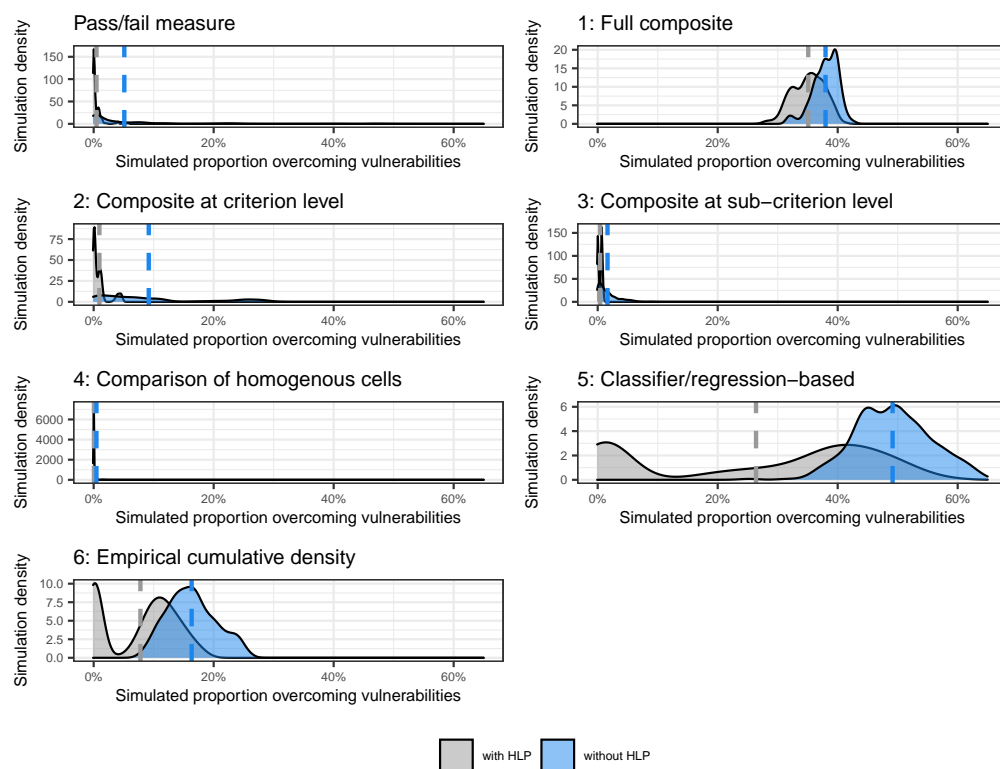 Pass/fail measure
Simulation density
150
100
50
0
0% 20% 40% 60%
Simulated proportion overcoming vulnerabilities
1: Full composite
Simulation density
20
15
10
5
0
0% 20% 40% 60%
Simulated proportion overcoming vulnerabilities
2: Composite at criterion level
Simulation density
75
50
25
0
0% 20% 40% 60%
Simulated proportion overcoming vulnerabilities
3: Composite at sub−criterion level
Simulation density
150
100
50
0
0% 20% 40% 60%
Simulated proportion overcoming vulnerabilities
4: Comparison of homogenous cells
Simulation density
6000
4000
2000
0
0% 20% 40% 60%
Simulated proportion overcoming vulnerabilities
5: Classifier/regression−based
Simulation density
6
4
2
0
0% 20% 40% 60%
Simulated proportion overcoming vulnerabilities
6: Empirical cumulative density
Simulation density
10.0
7.5
5.0
2.5
0.0
0% 20% 40% 60%
Simulated proportion overcoming vulnerabilities
with HLP without HLP